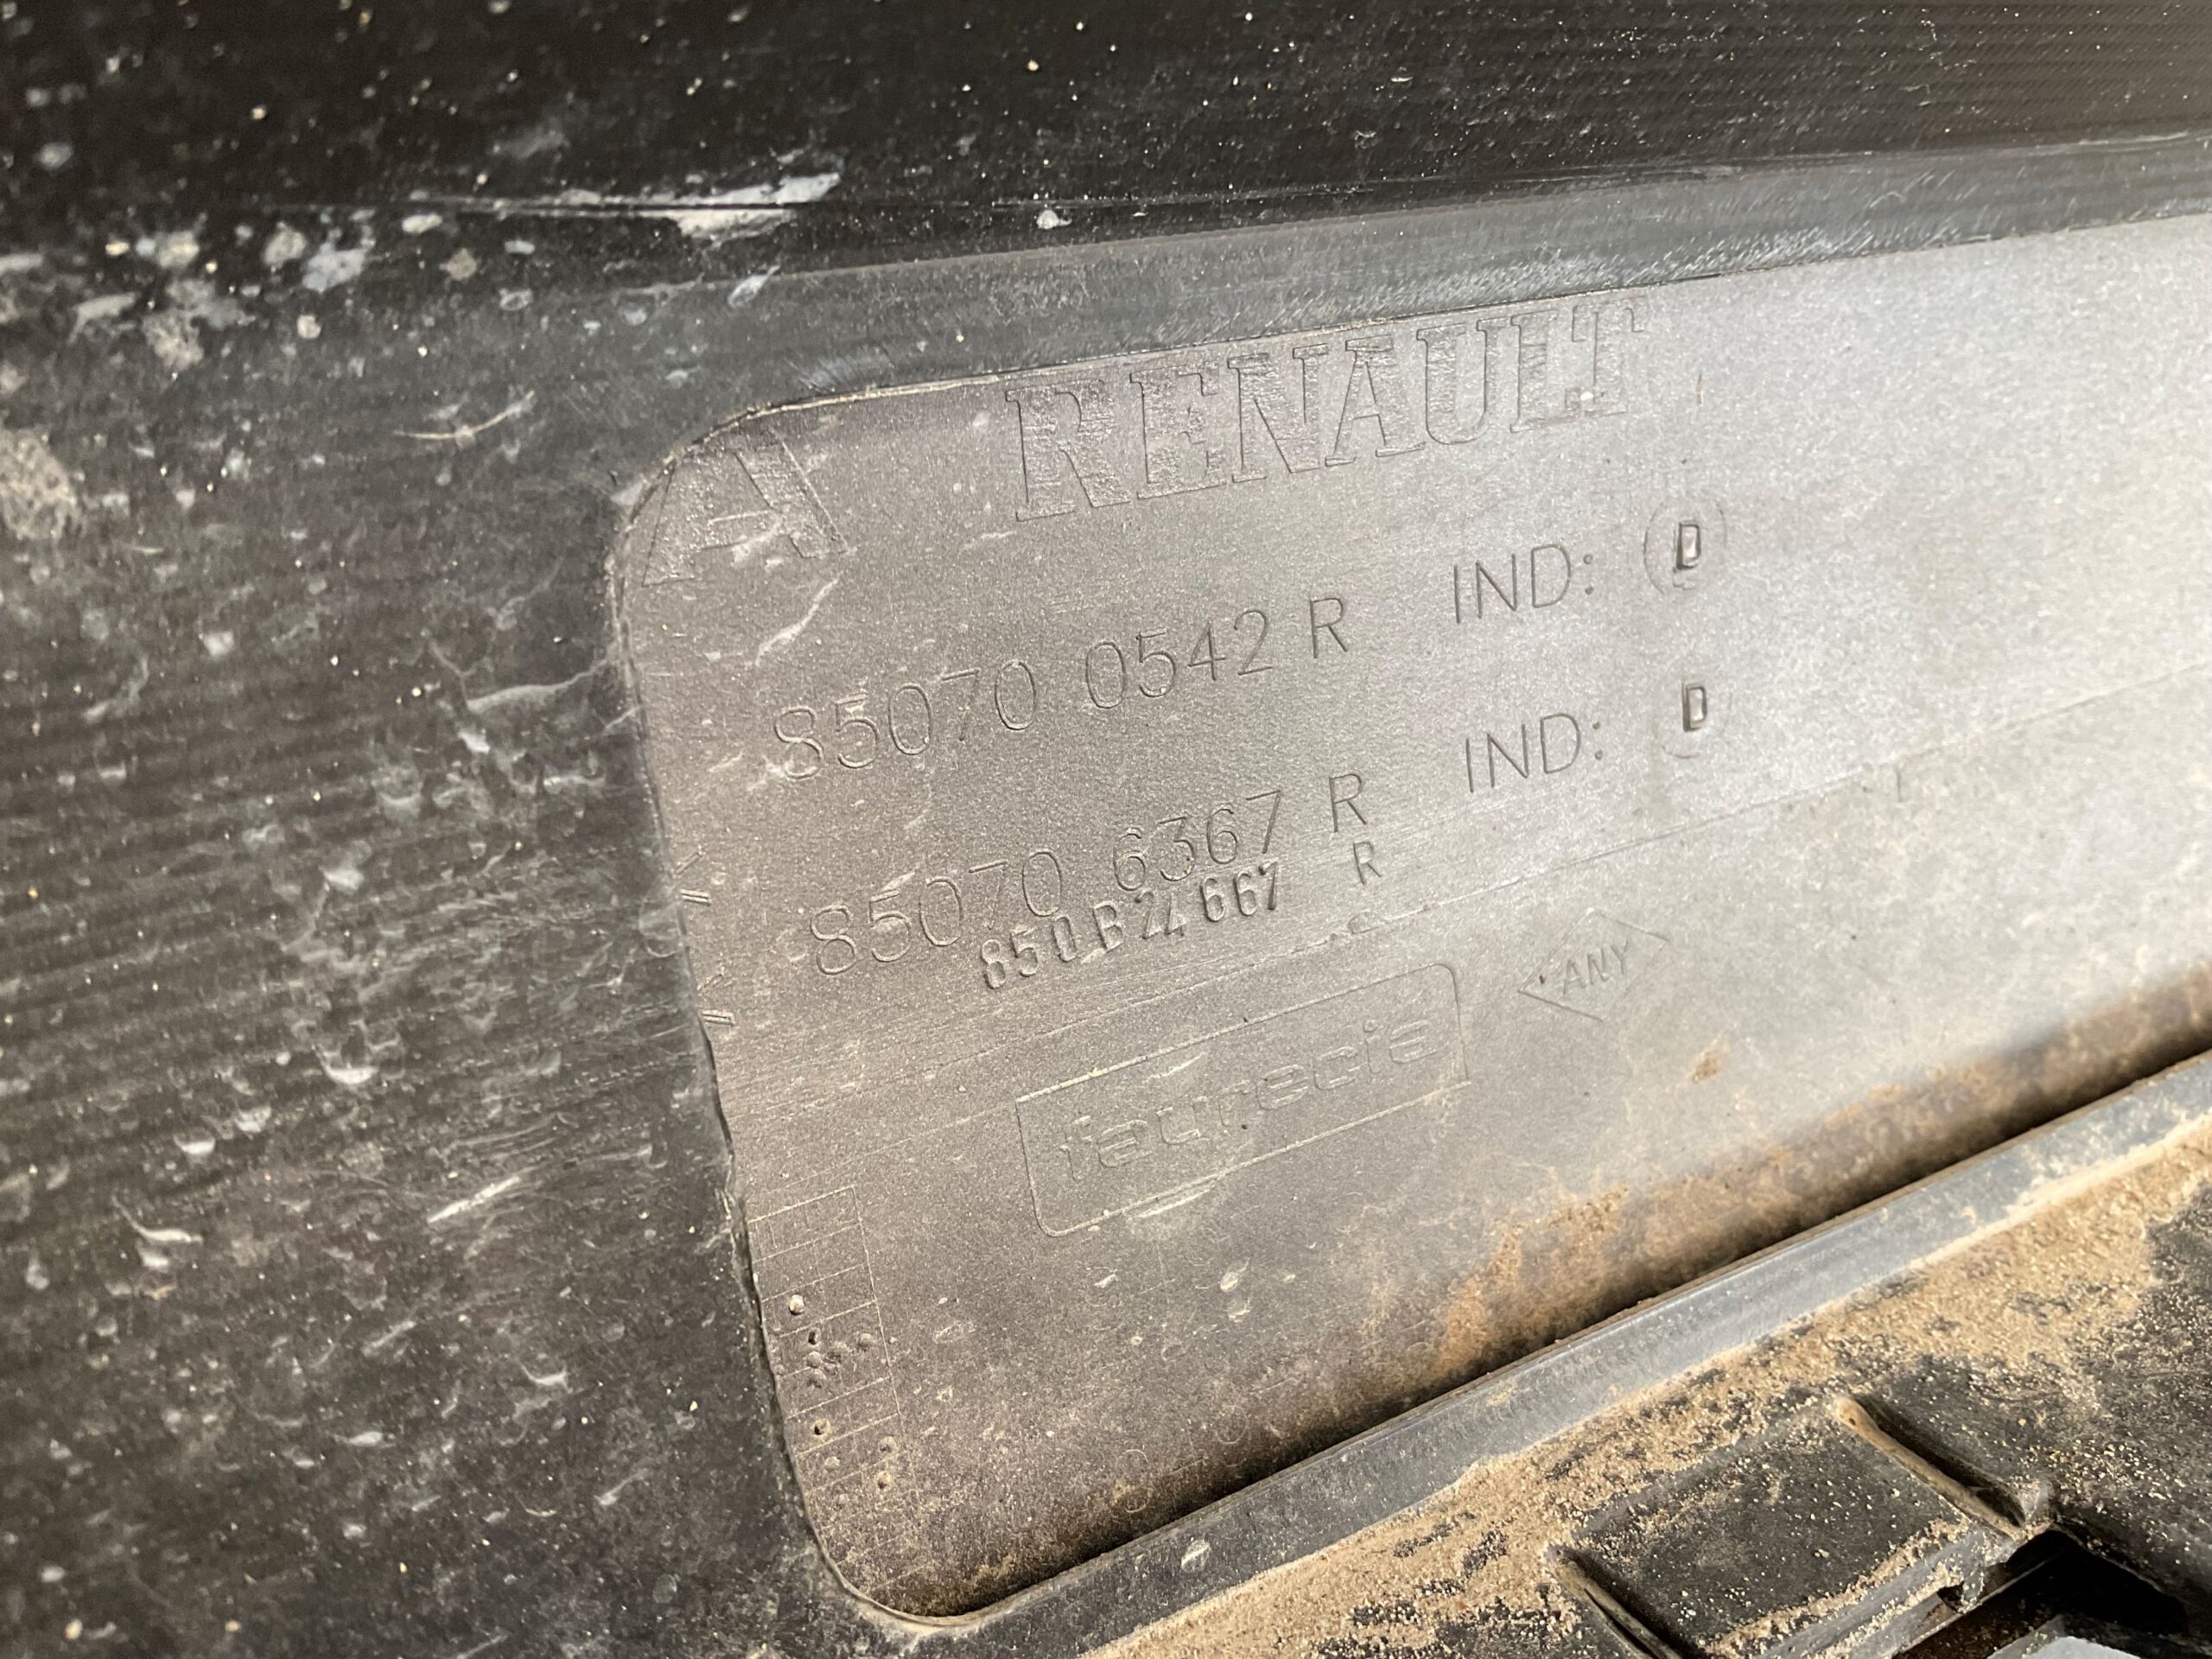 A RENAULT
85070 0542 R IND: D
85070 6367 R IND: D
850B24667 R
faurecia
ANY